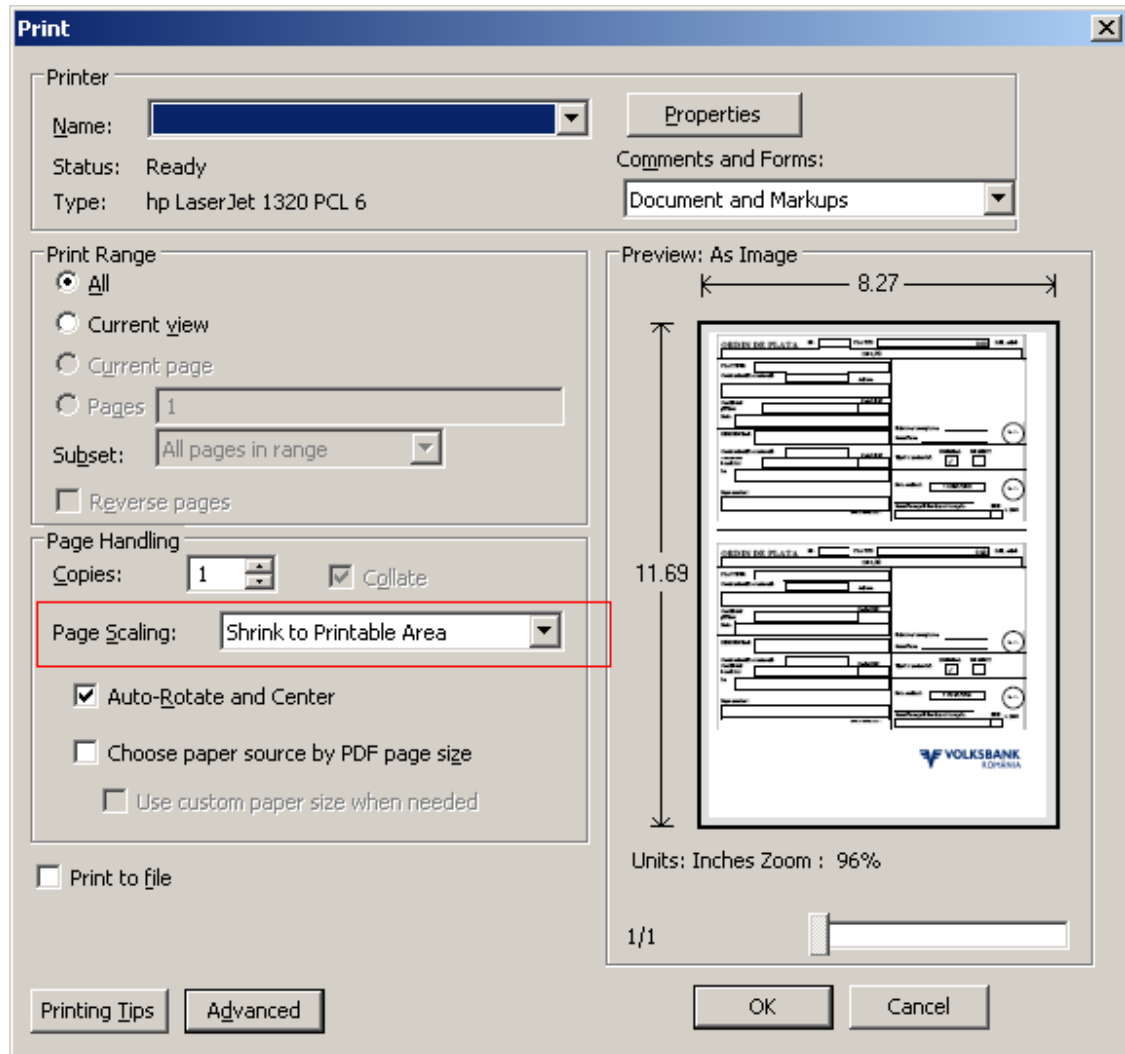 Print
Printer
Name:
Properties
Status: Ready
Comments and Forms:
Type: hp LaserJet 1320 PCL 6
Document and Markups
Print Range
All
Current view
Current page
Pages 1
Subset: All pages in range
Reverse pages
Page Handling
Copies: 1 Collate
Page Scaling: Shrink to Printable Area
Auto-Rotate and Center
Choose paper source by PDF page size
Use custom paper size when needed
Print to file
Printing Tips
Advanced
Preview: As Image
8.27
11.69
ORDIN DE PLATA
ORDIN DE PLATA
VOLKSBANK
ROMÂNIA
Units: Inches Zoom : 96%
1/1
OK
Cancel